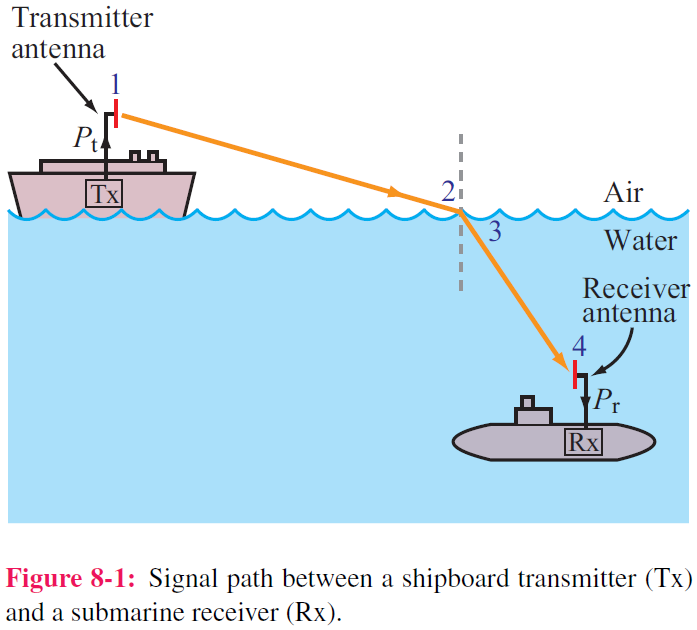 Transmitter
antenna
1
Pt
Tx
2
Air
3
Water
Receiver
antenna
4
Pr
Rx
Figure 8-1: Signal path between a shipboard transmitter (Tx)
and a submarine receiver (Rx).